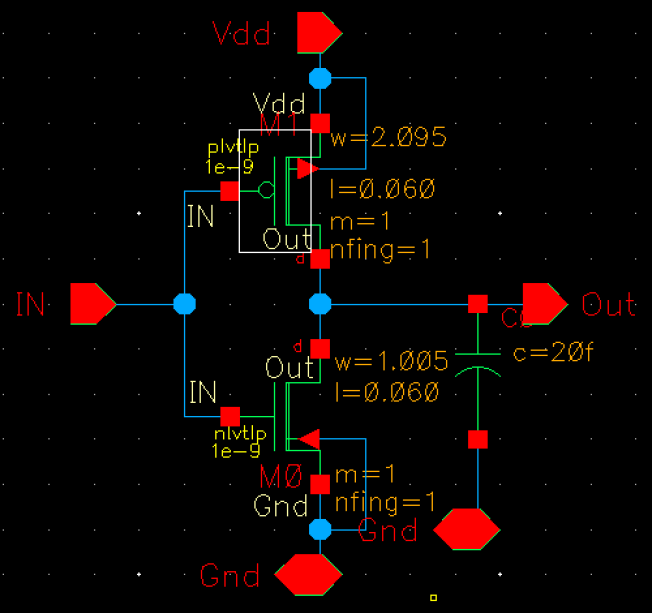 Vdd
Vdd
M1
w=2.095
plvtlp
1e-9
l=0.060
IN
m=1
Out
nfing=1
d
IN
Out
d
w=1.005
c=20f
Out
l=0.060
IN
nlvtlp
1e-9
M0
m=1
Gnd
nfing=1
Gnd
Gnd